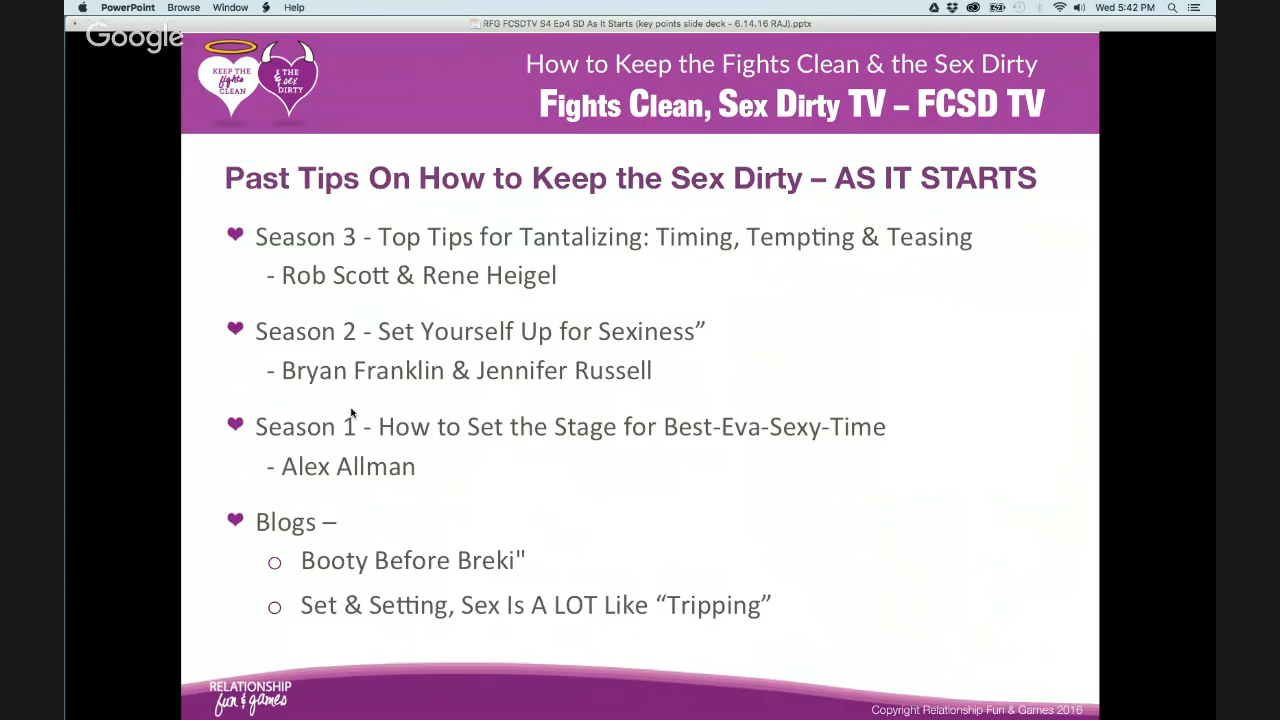 PowerPoint Browse Window Help Wed 5:42 PM
RFG FCSDTV S4 Ep4 SD As It Starts (key points slide deck - 6.14.16 RAJ).pptx
Google
KEEP THE fights CLEAN
& THE sex DIRTY
How to Keep the Fights Clean & the Sex Dirty
Fights Clean, Sex Dirty TV – FCSD TV
Past Tips On How to Keep the Sex Dirty – AS IT STARTS
Season 3 - Top Tips for Tantalizing: Timing, Tempting & Teasing
- Rob Scott & Rene Heigel
Season 2 - Set Yourself Up for Sexiness”
- Bryan Franklin & Jennifer Russell
Season 1 - How to Set the Stage for Best-Eva-Sexy-Time
- Alex Allman
Blogs –
Booty Before Breki"
Set & Setting, Sex Is A LOT Like “Tripping”
RELATIONSHIP
fun & games
Copyright Relationship Fun & Games 2016